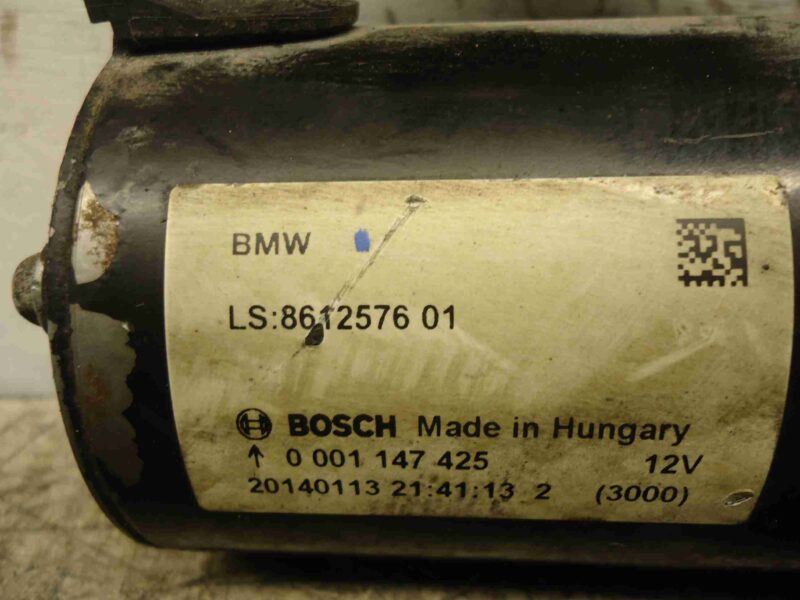 BMW
LS:8612576 01
BOSCH Made in Hungary
↑ 0 001 147 425 12V
20140113 21:41:13 2 (3000)